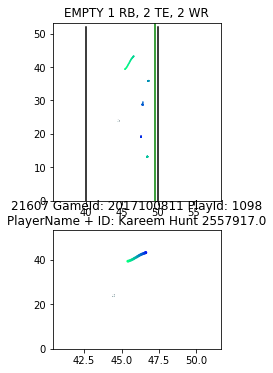 EMPTY 1 RB, 2 TE, 2 WR
50
40
30
20
10
0
40 45 50 55
21607 GameId: 2017100811 PlayId: 1098
PlayerName + ID: Kareem Hunt 2557917.0
40
20
0
42.5 45.0 47.5 50.0